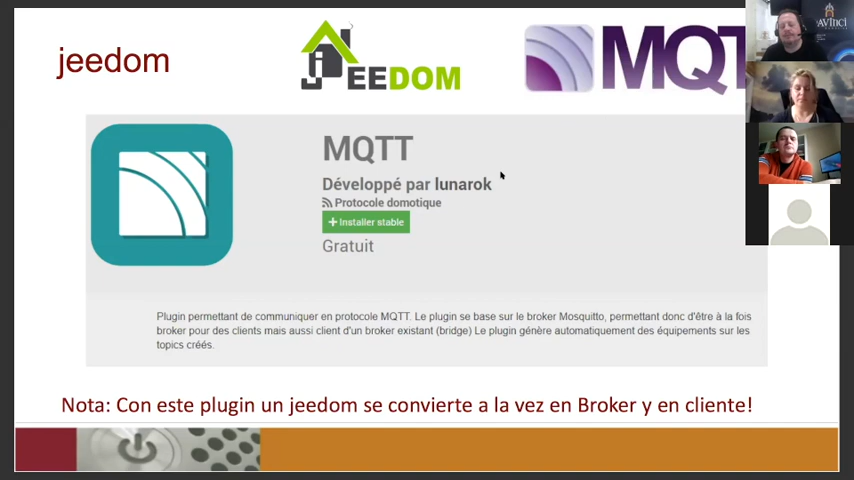 jeedom
JEEDOM
MQT
AVINCI
MQTT
Développé par lunarok
Protocole domotique
+ Installer stable
Gratuit
Plugin permettant de communiquer en protocole MQTT. Le plugin se base sur le broker Mosquitto, permettant donc d'être à la fois
broker pour des clients mais aussi client d'un broker existant (bridge) Le plugin génère automatiquement des équipements sur les
topics créés.
Nota: Con este plugin un jeedom se convierte a la vez en Broker y en cliente!